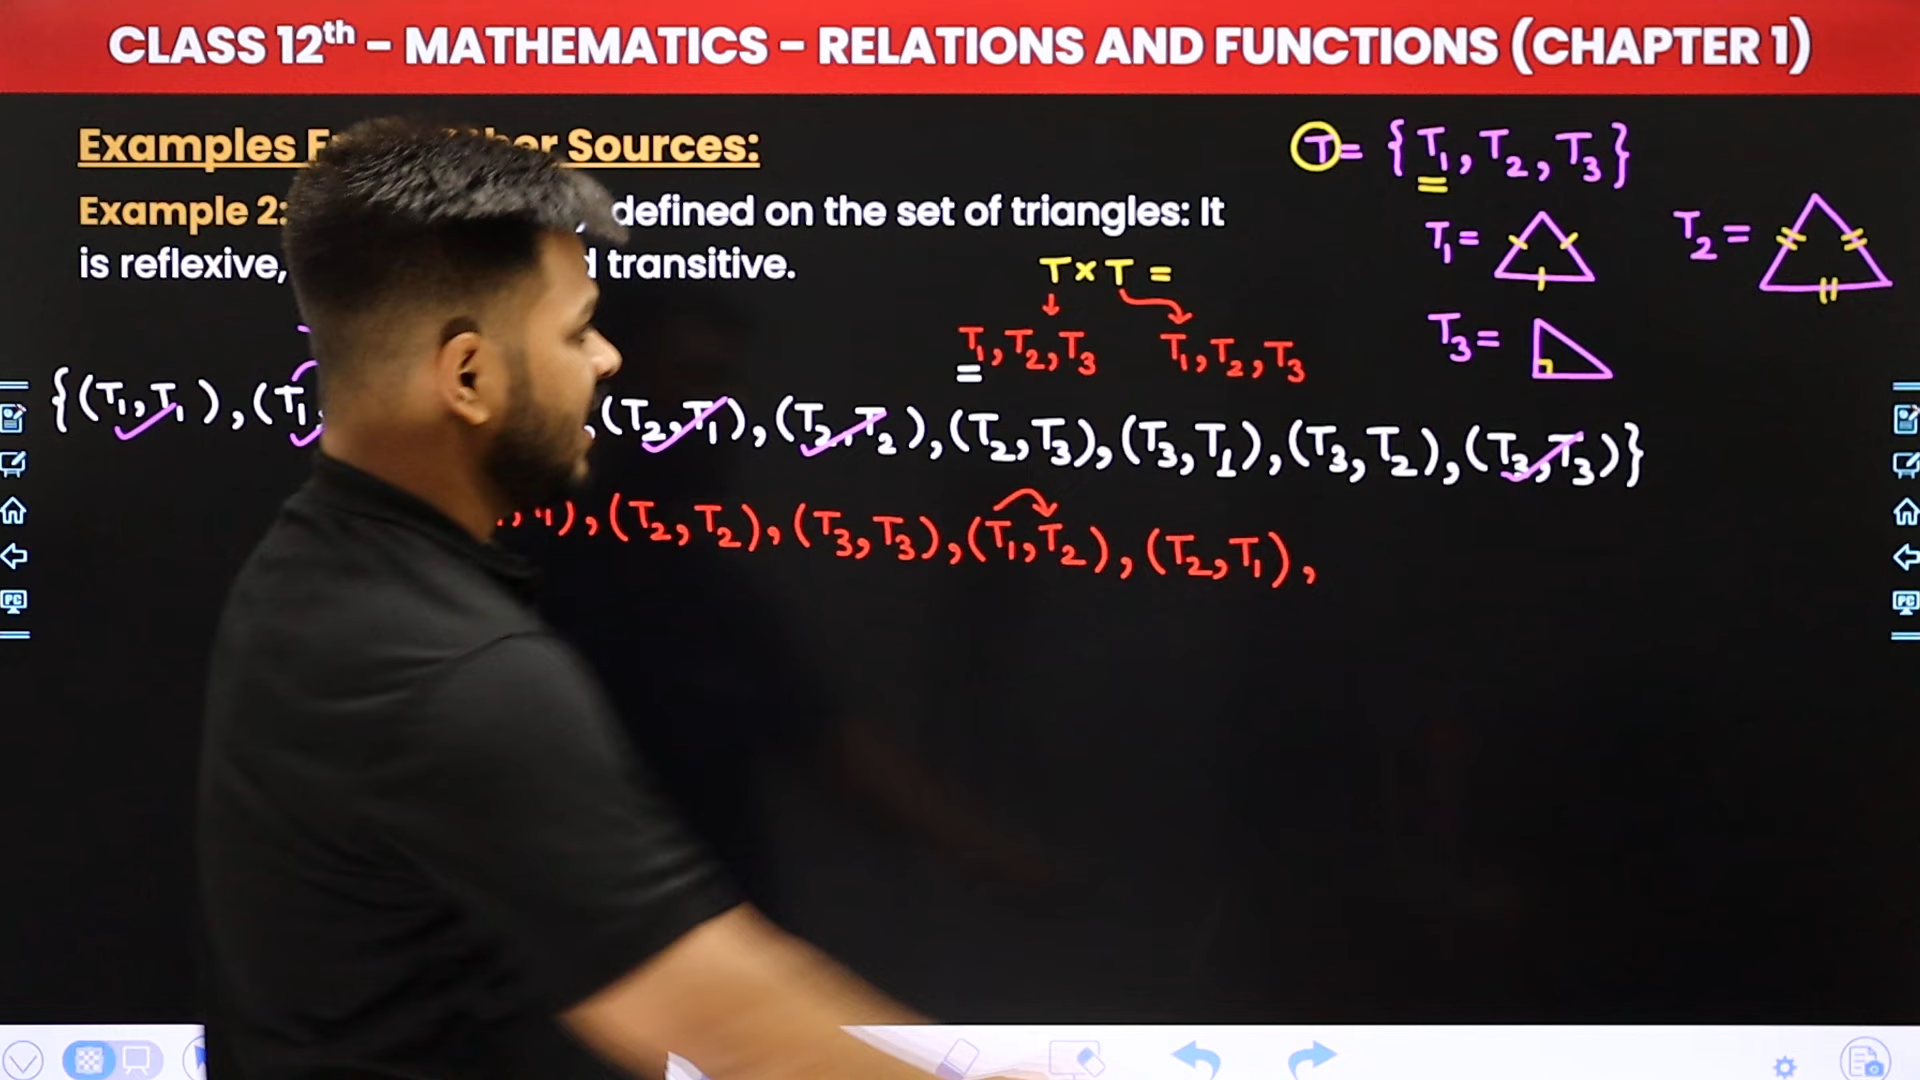 CLASS 12th - MATHEMATICS - RELATIONS AND FUNCTIONS (CHAPTER 1)
Examples Sources:
Example 2: defined on the set of triangles: It
is reflexive, transitive.
T = {T₁, T₂, T₃}
T₁ =
T₂ =
T₃ =
T × T =
T₁, T₂, T₃ T₁, T₂, T₃
=
{(T₁, T₁), (T₁, , (T₂, T₁), (T₂, T₂), (T₂, T₃), (T₃, T₁), (T₃, T₂), (T₃, T₃)}
), (T₂, T₂), (T₃, T₃), (T₁, T₂), (T₂, T₁),
PC
PC